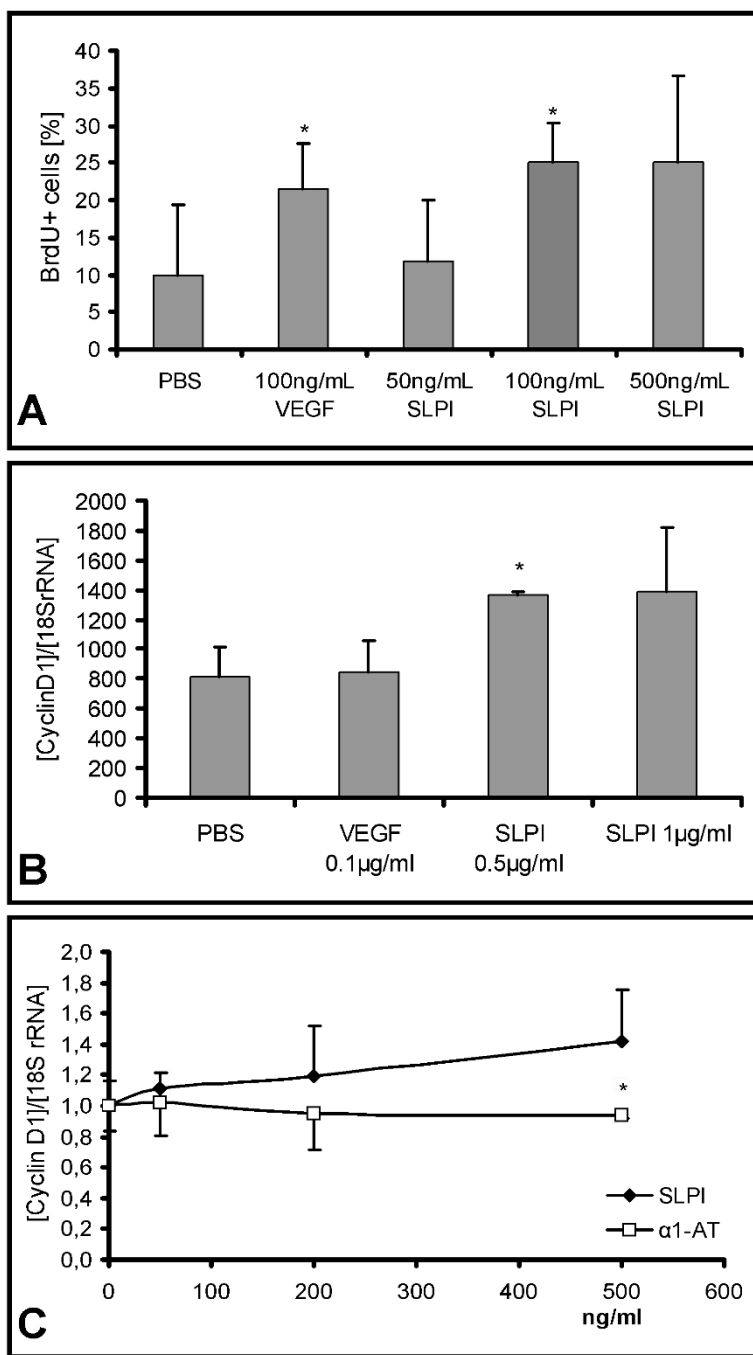 40
35
30
25
20
15
10
5
0
BrdU+ cells [%]
*
*
PBS
100ng/mL VEGF
50ng/mL SLPI
100ng/mL SLPI
500ng/mL SLPI
A
2000
1800
1600
1400
1200
1000
800
600
400
200
0
[CyclinD1]/[18SrRNA]
*
PBS
VEGF 0.1µg/ml
SLPI 0.5µg/ml
SLPI 1µg/ml
B
2,0
1,8
1,6
1,4
1,2
1,0
0,8
0,6
0,4
0,2
0,0
[Cyclin D1]/[18S rRNA]
*
SLPI
α1-AT
0
100
200
300
400
500
600
ng/ml
C